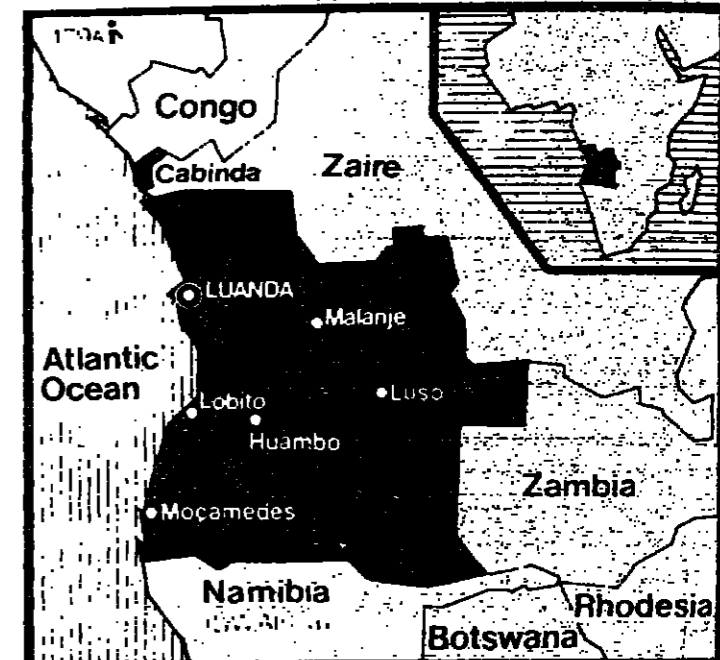 Congo
Cabinda
Zaire
LUANDA
Malanje
Atlantic
Ocean
Lobito
Luso
Huambo
Zambia
Moçamedes
Namibia
Rhodesia
Botswana